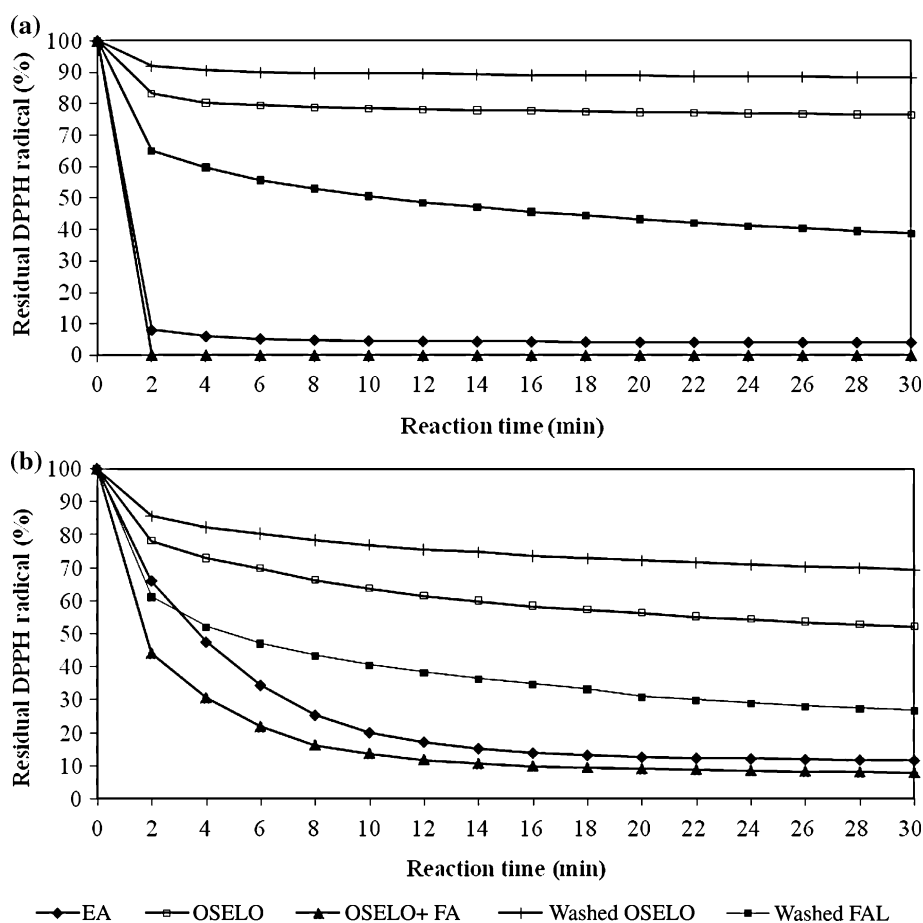 (a)
Residual DPPH radical (%)
100
90
80
70
60
50
40
30
20
10
0
0 2 4 6 8 10 12 14 16 18 20 22 24 26 28 30
Reaction time (min)
(b)
Residual DPPH radical (%)
100
90
80
70
60
50
40
30
20
10
0
0 2 4 6 8 10 12 14 16 18 20 22 24 26 28 30
Reaction time (min)
EA OSELO OSELO+ FA Washed OSELO Washed FAL